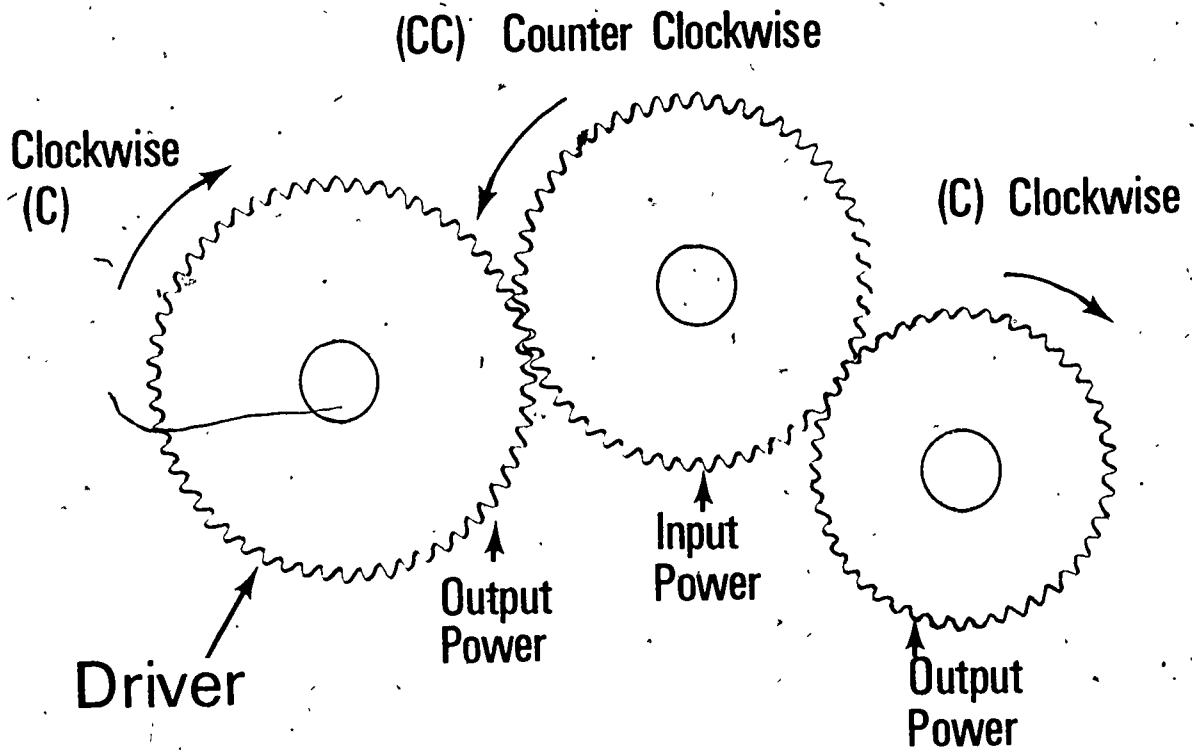 (CC) Counter Clockwise
Clockwise
(C)
(C) Clockwise
Input
Power
Output
Power
Driver
Output
Power